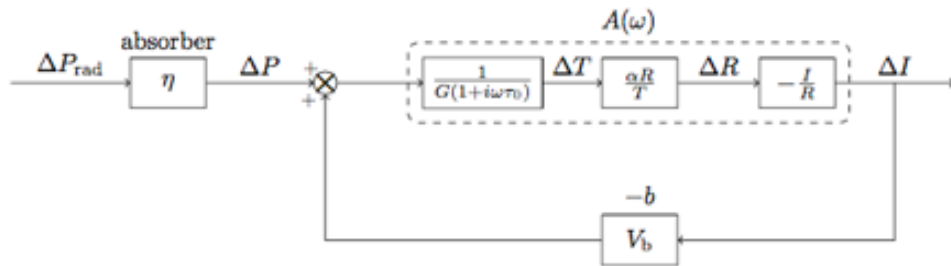 A(ω)
absorber
ΔP_rad η ΔP + + 1/G(1+iωτ₀) ΔT αR/T ΔR −I/R ΔI
−b
V_b